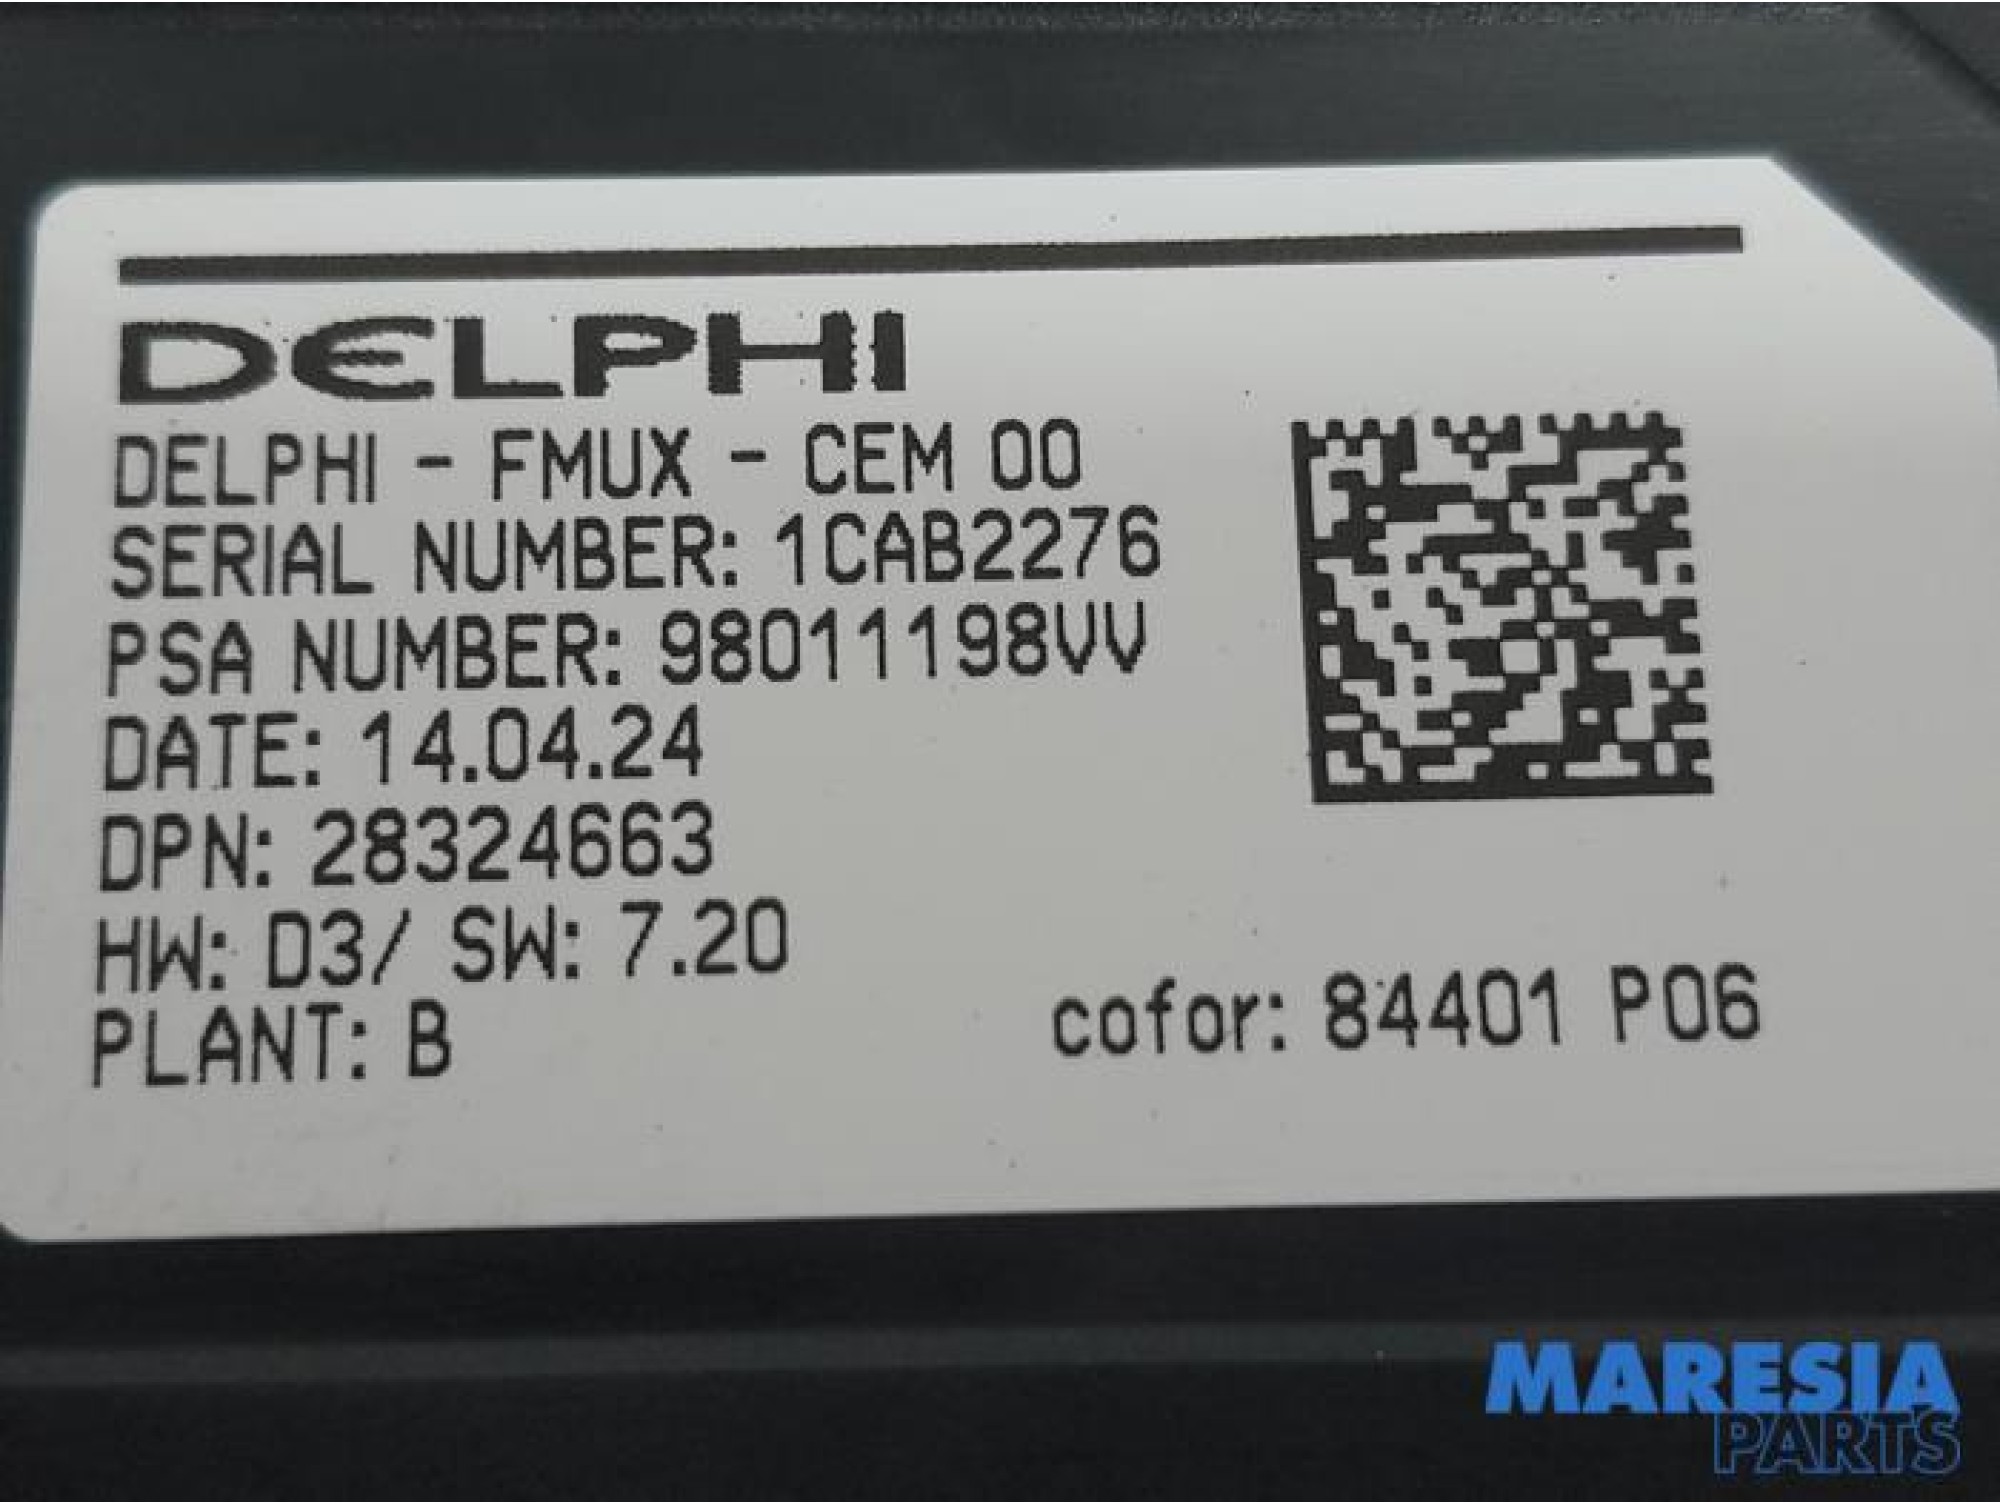 DELPHI
DELPHI - FMUX - CEM 00
SERIAL NUMBER: 1CAB2276
PSA NUMBER: 98011198VV
DATE: 14.04.24
DPN: 28324663
HW: D3/ SW: 7.20
PLANT: B
cofor: 84401 P06
MARESIA
PARTS